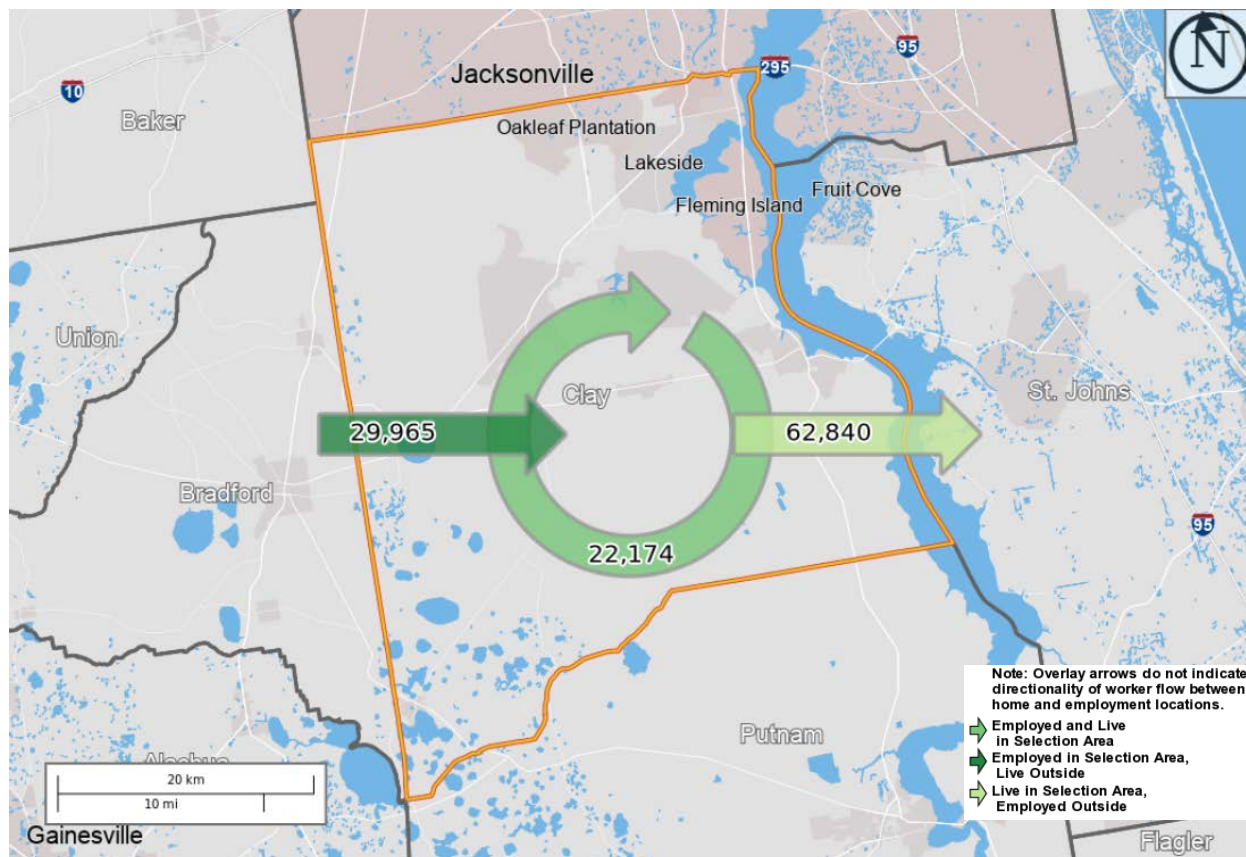 N
95
295
Jacksonville
10
Baker
Oakleaf Plantation
Lakeside
Fruit Cove
Fleming Island
Union
Clay
St. Johns
29,965
62,840
Bradford
95
22,174
Note: Overlay arrows do not indicate
directionality of worker flow between
home and employment locations.
Employed and Live
in Selection Area
Employed in Selection Area,
Live Outside
Live in Selection Area,
Employed Outside
Putnam
Alachua
20 km
10 mi
Gainesville
Flagler